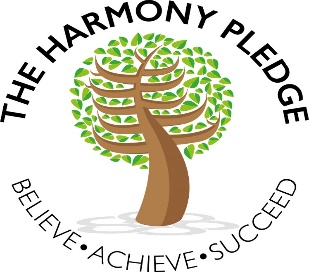 THE HARMONY PLEDGE
BELIEVE • ACHIEVE • SUCCEED